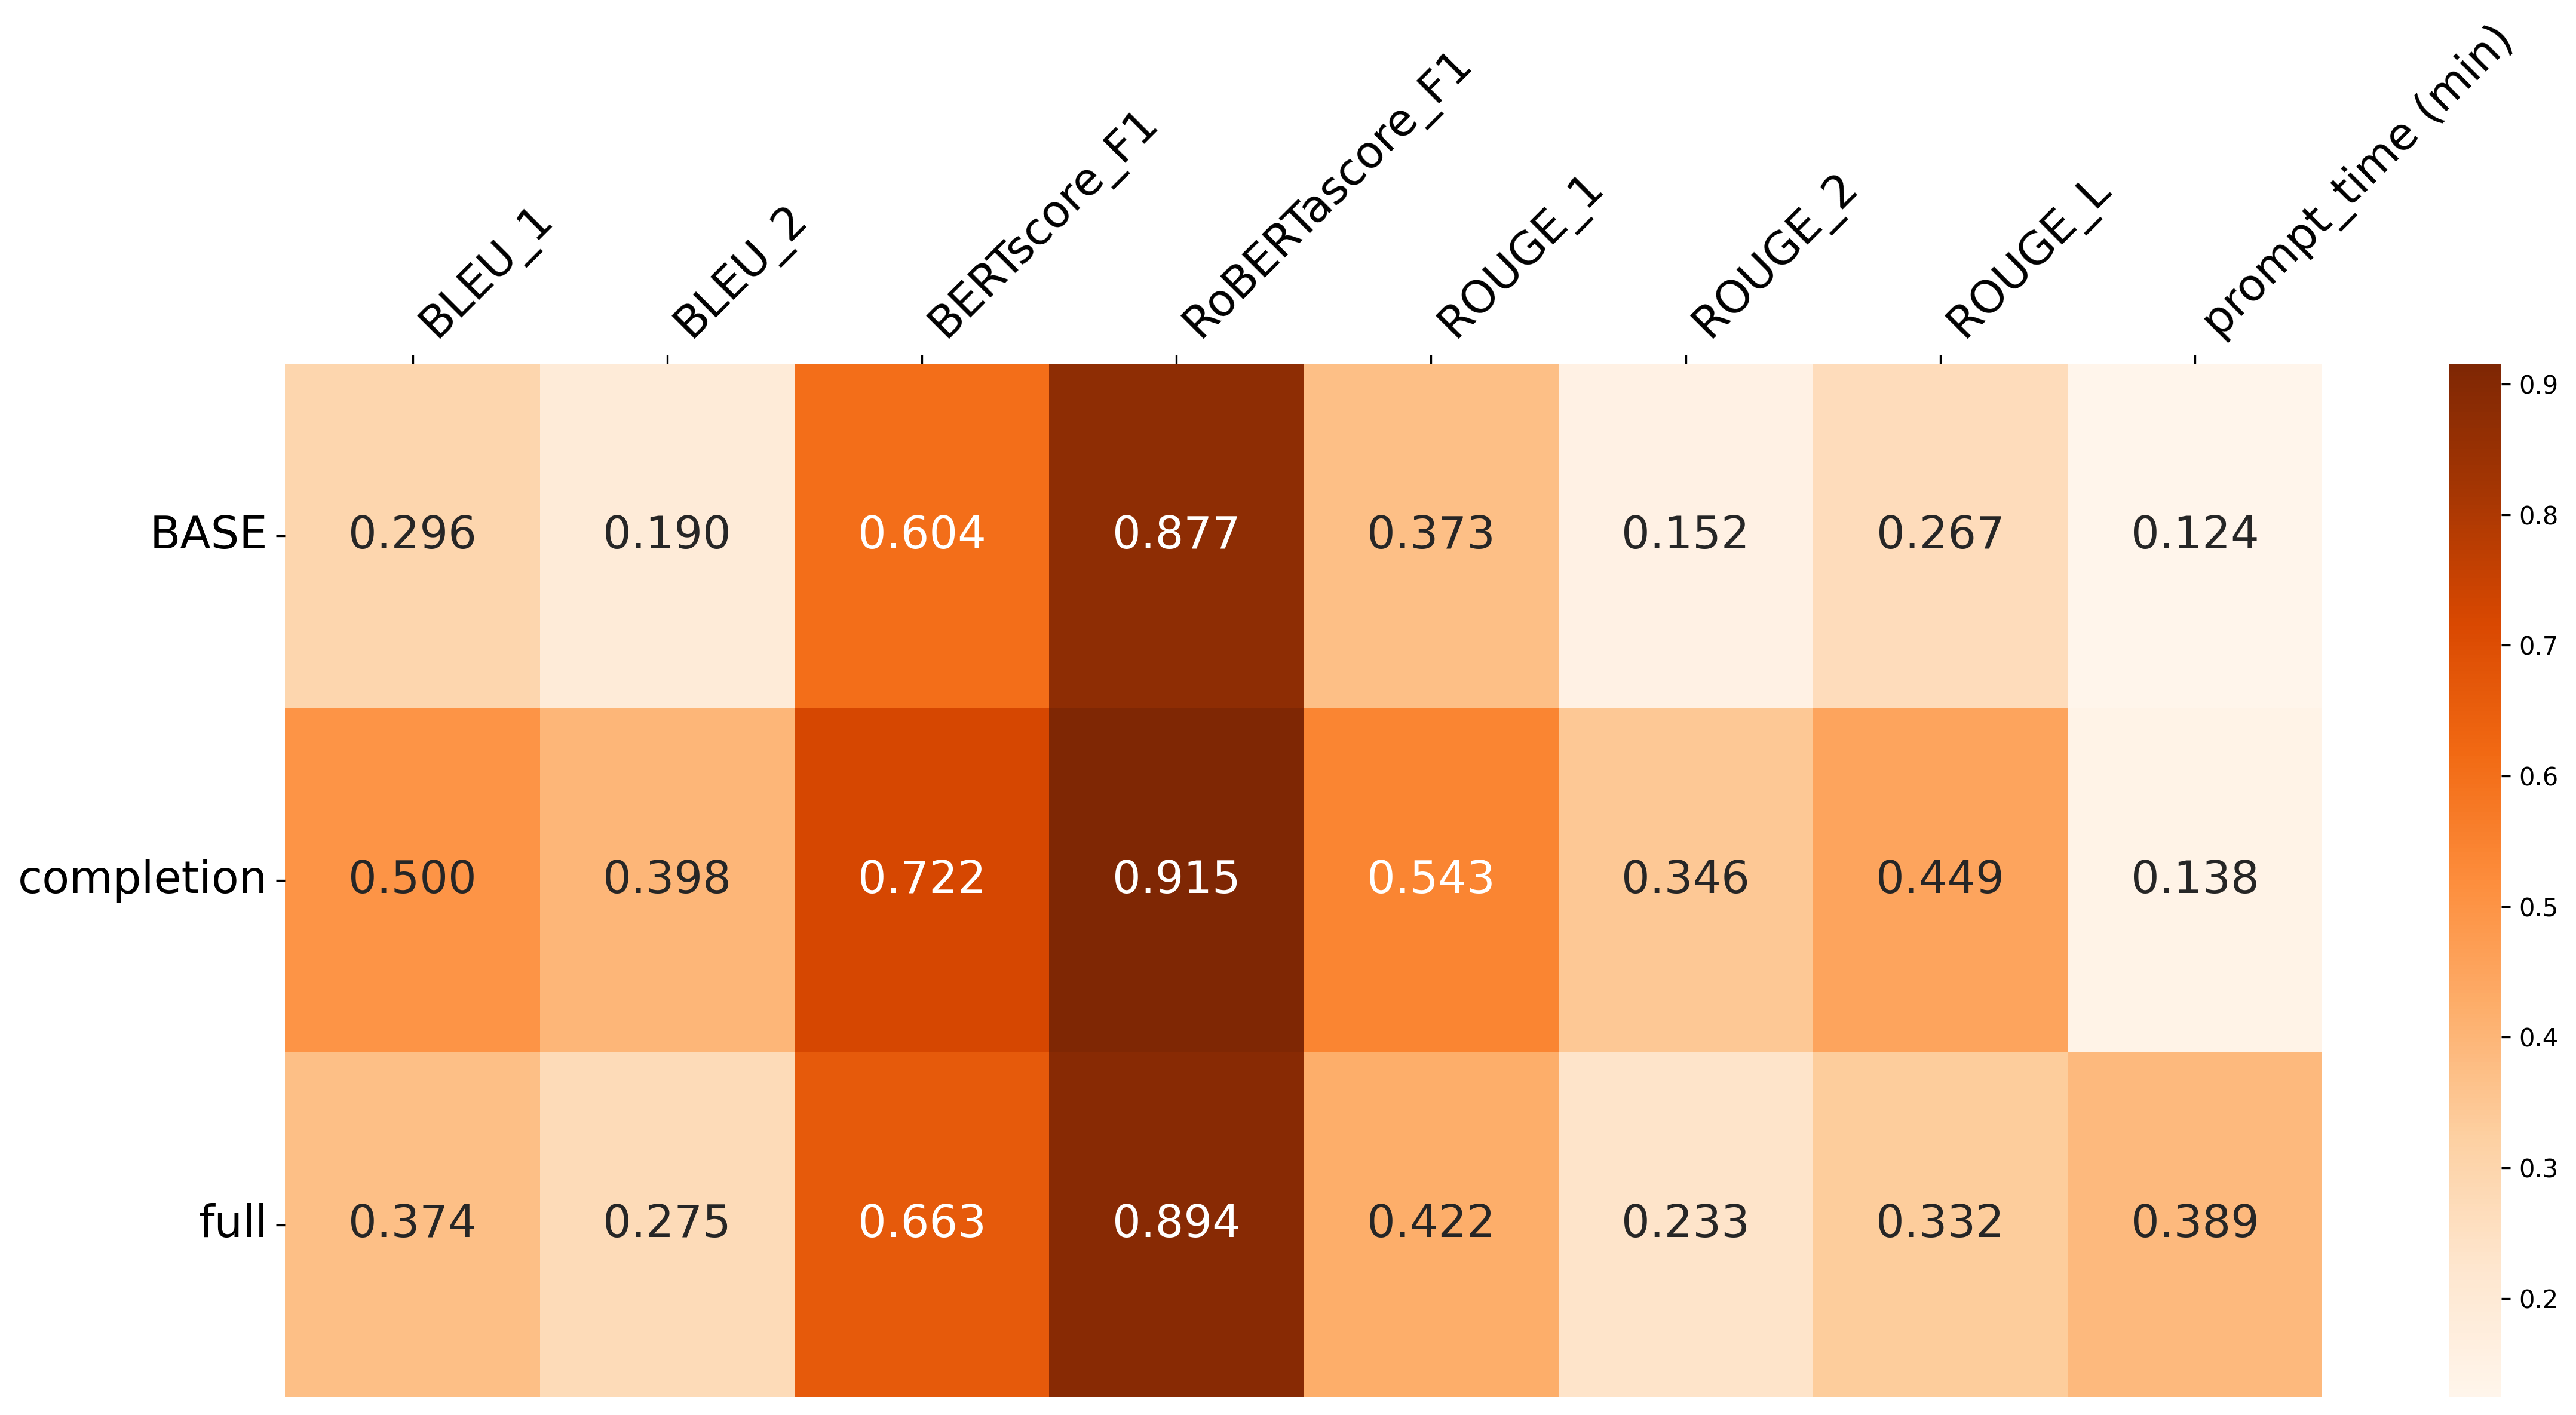 BLEU_1 BLEU_2 BERTscore_F1 RoBERTascore_F1 ROUGE_1 ROUGE_2 ROUGE_L prompt_time (min)
BASE 0.296 0.190 0.604 0.877 0.373 0.152 0.267 0.124
completion 0.500 0.398 0.722 0.915 0.543 0.346 0.449 0.138
full 0.374 0.275 0.663 0.894 0.422 0.233 0.332 0.389
0.9
0.8
0.7
0.6
0.5
0.4
0.3
0.2